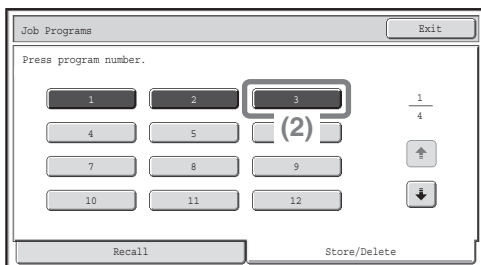 Job Programs
Exit
Press program number.
1 2 3
1
4
(2)
4 5
7 8 9
10 11 12
Recall
Store/Delete